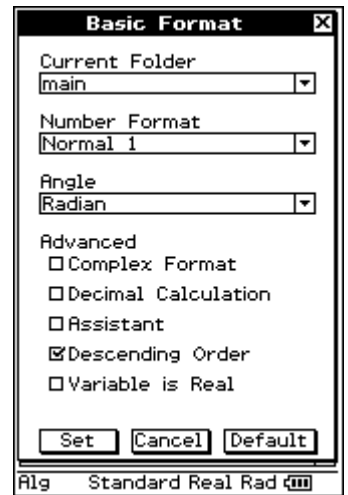 Basic Format
Current Folder
main
Number Format
Normal 1
Angle
Radian
Advanced
Complex Format
Decimal Calculation
Assistant
Descending Order
Variable is Real
Set Cancel Default
Alg Standard Real Rad